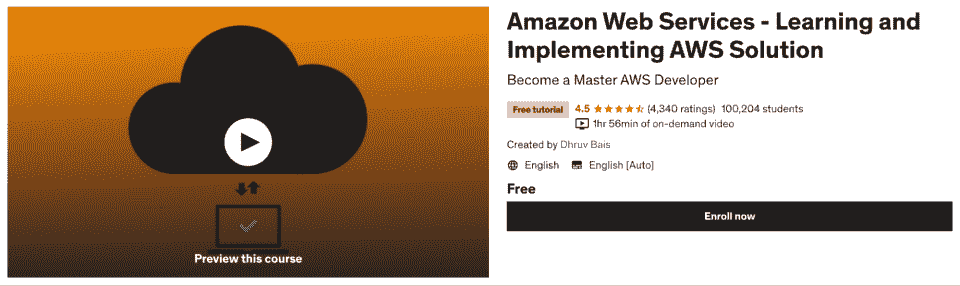 Amazon Web Services - Learning and
Implementing AWS Solution
Become a Master AWS Developer
Free tutorial 4.5 (4,340 ratings) 100,204 students
1hr 56min of on-demand video
Created by Dhruv Bais
English English [Auto]
Free
Enroll now
Preview this course